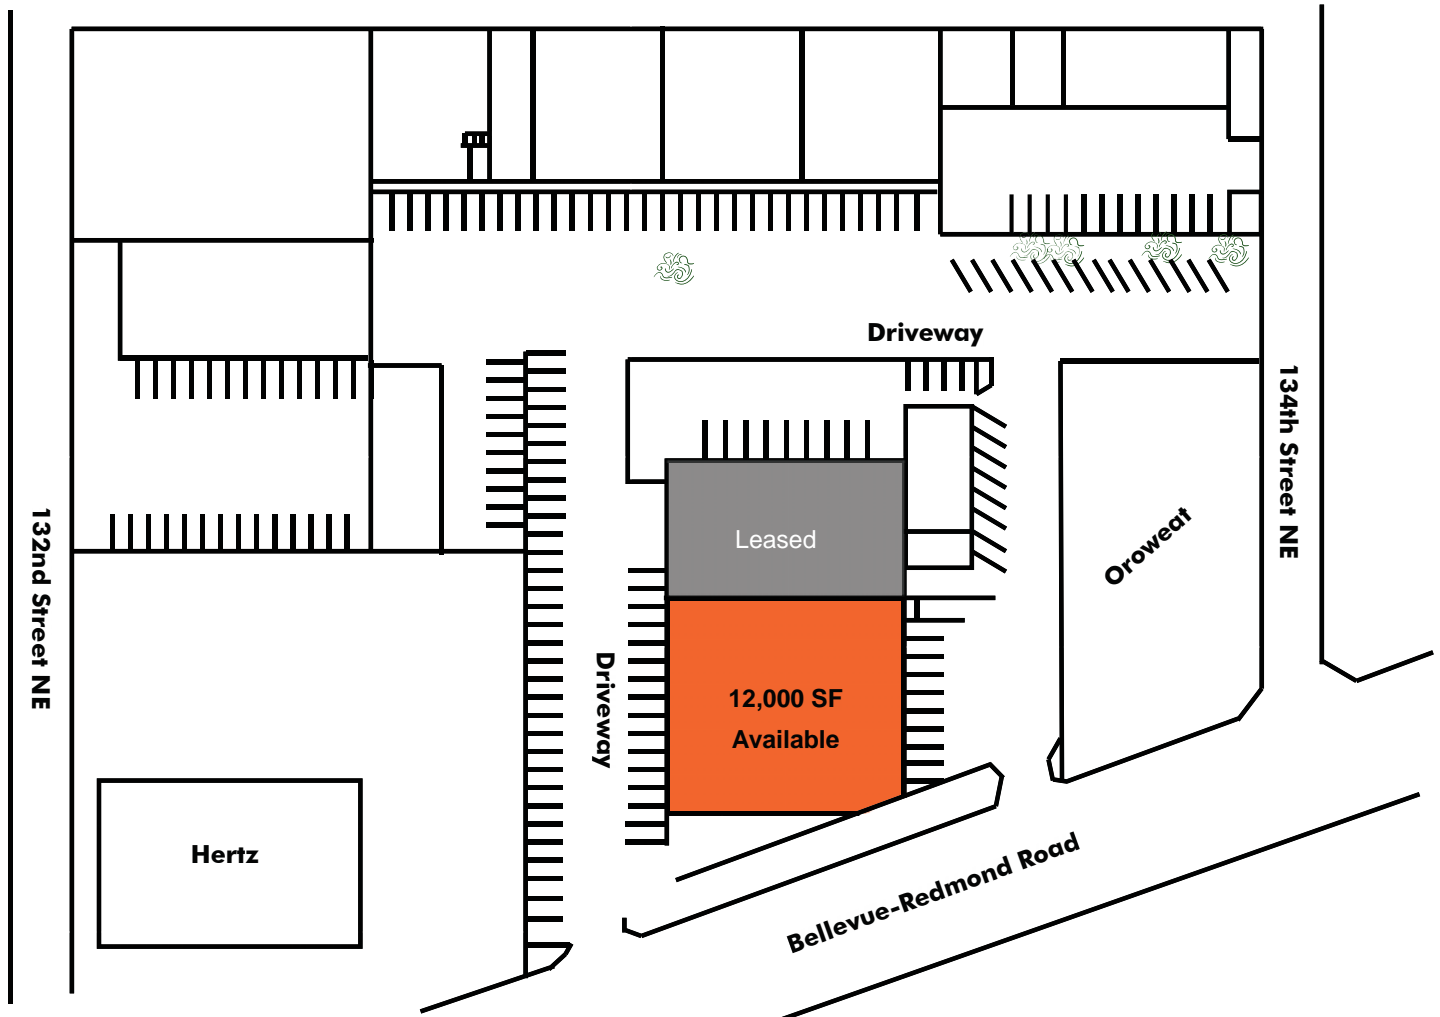 Driveway
134th Street NE
132nd Street NE
Leased
Oroweat
Driveway
12,000 SF
Available
Hertz
Bellevue-Redmond Road